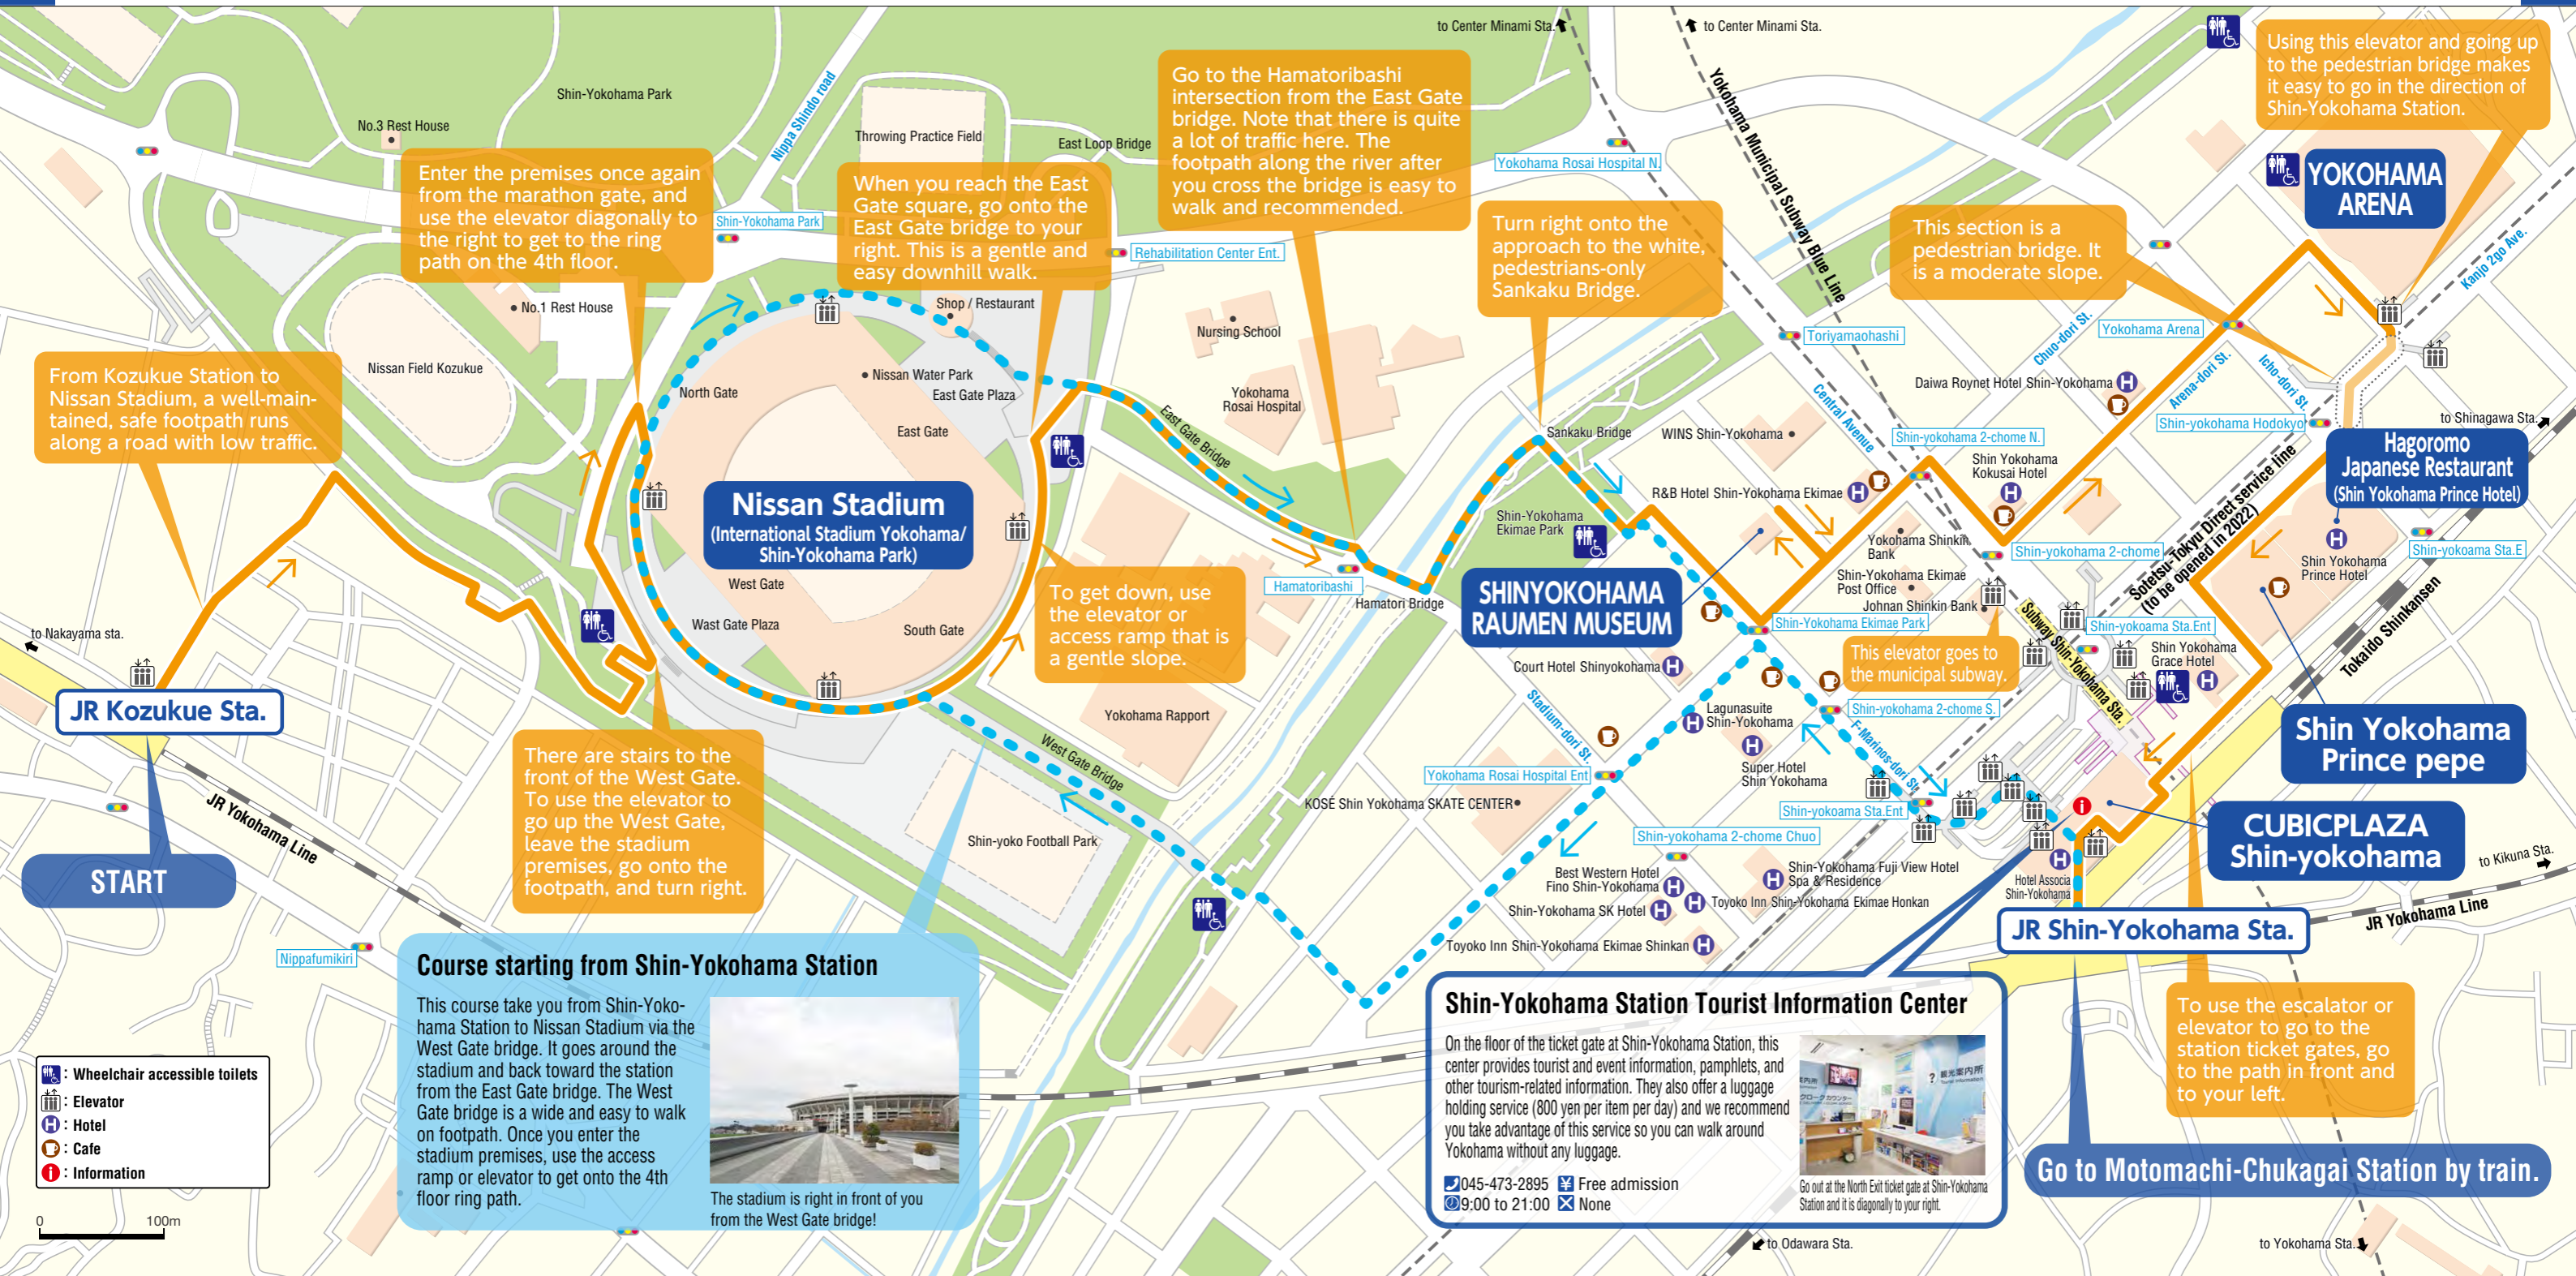 to Center Minami Sta.
to Center Minami Sta.
Using this elevator and going up
to the pedestrian bridge makes
it easy to go in the direction of
Shin-Yokohama Station.
Go to the Hamatoribashi
intersection from the East Gate
bridge. Note that there is quite
a lot of traffic here. The
footpath along the river after
you cross the bridge is easy to
walk and recommended.
Shin-Yokohama Park
No.3 Rest House
Nippa Shindo road
Throwing Practice Field
East Loop Bridge
Yokohama Rosai Hospital N.
Yokohama Municipal Subway Blue Line
YOKOHAMA
ARENA
Enter the premises once again
from the marathon gate, and
use the elevator diagonally to
the right to get to the ring
path on the 4th floor.
When you reach the East
Gate square, go onto the
East Gate bridge to your
right. This is a gentle and
easy downhill walk.
Shin-Yokohama Park
Rehabilitation Center Ent.
Turn right onto the
approach to the white,
pedestrians-only
Sankaku Bridge.
This section is a
pedestrian bridge. It
is a moderate slope.
Kanjo 2go Ave.
No.1 Rest House
Shop / Restaurant
Nursing School
Toriyamaohashi
Chuo-dori St.
Yokohama Arena
Arena-dori St.
Icho-dori St.
From Kozukue Station to
Nissan Stadium, a well-main-
tained, safe footpath runs
along a road with low traffic.
Nissan Field Kozukue
North Gate
Nissan Water Park
East Gate Plaza
East Gate
Yokohama
Rosai Hospital
East Gate Bridge
Sankaku Bridge
WINS Shin-Yokohama
Central Avenue
Daiwa Roynet Hotel Shin-Yokohama
Shin-yokohama 2-chome N.
Shin-yokohama Hodokyo
to Shinagawa Sta.
Hagoromo
Japanese Restaurant
(Shin Yokohama Prince Hotel)
Shin Yokohama
Kokusai Hotel
R&B Hotel Shin-Yokohama Ekimae
Nissan Stadium
(International Stadium Yokohama/
Shin-Yokohama Park)
Shin-Yokohama
Ekimae Park
Yokohama Shinkin
Bank
Shin-yokohama 2-chome
Sotetsu-Tokyu Direct service line
(to be opened in 2022)
Shin Yokohama
Prince Hotel
Shin-yokoama Sta.E
West Gate
Wast Gate Plaza
South Gate
To get down, use
the elevator or
access ramp that is
a gentle slope.
Hamatoribashi
Hamatori Bridge
SHINYOKOHAMA
RAUMEN MUSEUM
Shin-Yokohama Ekimae
Post Office
Johnan Shinkin Bank
Shin-Yokohama Ekimae Park
This elevator goes to
the municipal subway.
Subway Shin-Yokohama Sta.
Shin-yokoama Sta.Ent
Shin Yokohama
Grace Hotel
Tokaido Shinkansen
to Nakayama sta.
JR Kozukue Sta.
Court Hotel Shinyokohama
Stadium-dori St.
Lagunasuite
Shin-Yokohama
Shin-yokohama 2-chome S.
F-Marinos-dori St.
Super Hotel
Shin Yokohama
Shin Yokohama
Prince pepe
There are stairs to the
front of the West Gate.
To use the elevator to
go up the West Gate,
leave the stadium
premises, go onto the
footpath, and turn right.
Yokohama Rapport
West Gate Bridge
Shin-yoko Football Park
Yokohama Rosai Hospital Ent
KOSÉ Shin Yokohama SKATE CENTER
Shin-yokoama Sta.Ent
Shin-yokohama 2-chome Chuo
CUBICPLAZA
Shin-yokohama
to Kikuna Sta.
JR Yokohama Line
START
Best Western Hotel
Fino Shin-Yokohama
Shin-Yokohama Fuji View Hotel
Spa & Residence
Shin-Yokohama SK Hotel
Toyoko Inn Shin-Yokohama Ekimae Honkan
Toyoko Inn Shin-Yokohama Ekimae Shinkan
Hotel Associa
Shin-Yokohama
JR Shin-Yokohama Sta.
JR Yokohama Line
Nippafumikiri
Course starting from Shin-Yokohama Station
This course take you from Shin-Yoko-
hama Station to Nissan Stadium via the
West Gate bridge. It goes around the
stadium and back toward the station
from the East Gate bridge. The West
Gate bridge is a wide and easy to walk
on footpath. Once you enter the
stadium premises, use the access
ramp or elevator to get onto the 4th
floor ring path.
The stadium is right in front of you
from the West Gate bridge!
Shin-Yokohama Station Tourist Information Center
On the floor of the ticket gate at Shin-Yokohama Station, this
center provides tourist and event information, pamphlets, and
other tourism-related information. They also offer a luggage
holding service (800 yen per item per day) and we recommend
you take advantage of this service so you can walk around
Yokohama without any luggage.
045-473-2895 ¥ Free admission
9:00 to 21:00 None
? 観光案内所
Go out at the North Exit ticket gate at Shin-Yokohama
Station and it is diagonally to your right.
To use the escalator or
elevator to go to the
station ticket gates, go
to the path in front and
to your left.
Go to Motomachi-Chukagai Station by train.
: Wheelchair accessible toilets
: Elevator
H : Hotel
: Cafe
i : Information
0 100m
to Odawara Sta.
to Yokohama Sta.